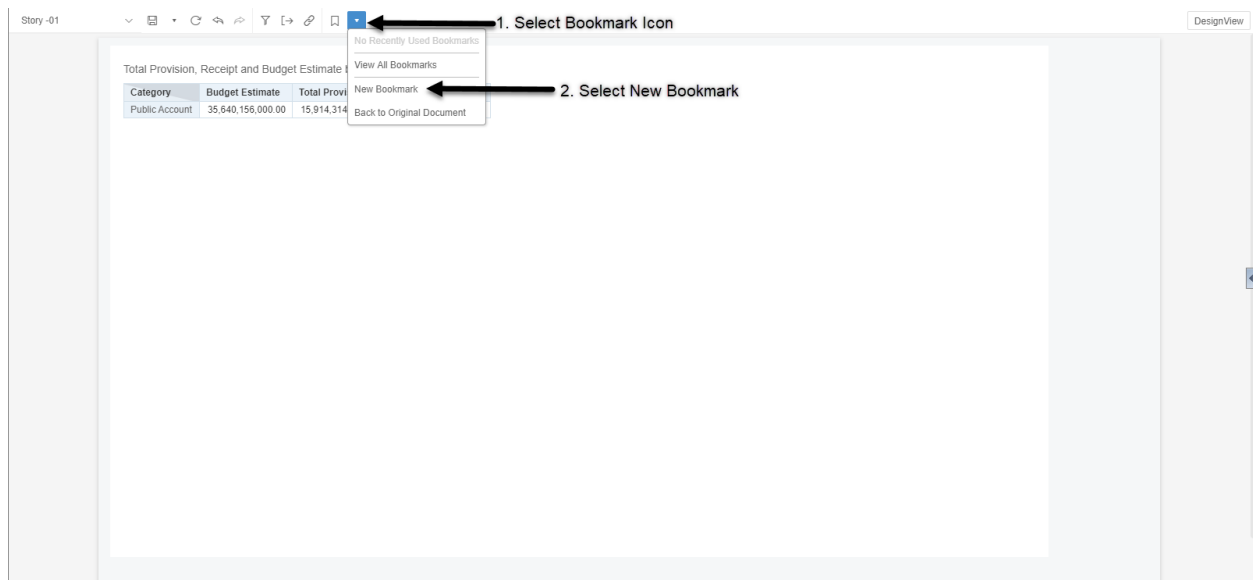 Story -01
1. Select Bookmark Icon
DesignView
No Recently Used Bookmarks
Total Provision, Receipt and Budget Estimate
View All Bookmarks
Category Budget Estimate Total Provi
New Bookmark
2. Select New Bookmark
Public Account 35,640,156,000.00 15,914,314
Back to Original Document